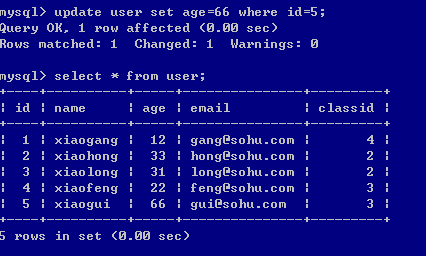 mysql> update user set age=66 where id=5;
Query OK, 1 row affected (0.00 sec)
Rows matched: 1  Changed: 1  Warnings: 0
mysql> select * from user;
+----+----------+-----+---------------+---------+
| id | name     | age | email         | classid |
+----+----------+-----+---------------+---------+
|  1 | xiaogang |  12 | gang@sohu.com |       4 |
|  2 | xiaohong |  33 | hong@sohu.com |       2 |
|  3 | xiaolong |  31 | long@sohu.com |       2 |
|  4 | xiaofeng |  22 | feng@sohu.com |       3 |
|  5 | xiaogui  |  66 | gui@sohu.com  |       3 |
+----+----------+-----+---------------+---------+
5 rows in set (0.00 sec)